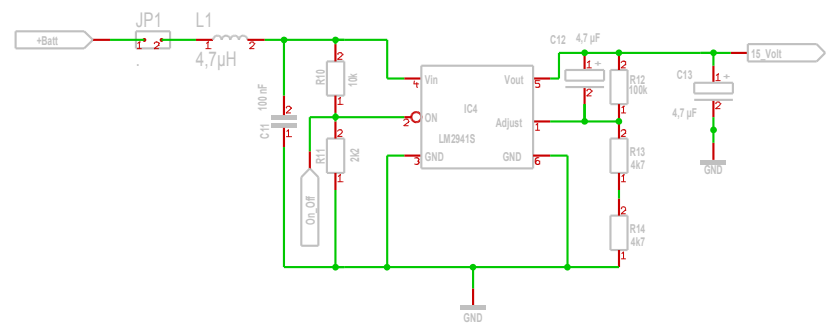 JP1
L1
+Batt
1
2
1
2
.
4,7µH
C12
4,7 µF
1
+
2
15_Volt
C13
1
+
2
4,7 µF
GND
100 nF
C11
2
1
2
R10
10k
1
2
R11
2k2
1
On_Off
4
Vin
Vout
5
IC4
2
ON
Adjust
1
LM2941S
3
GND
GND
6
2
R12
100k
1
2
R13
4k7
1
2
R14
4k7
1
GND